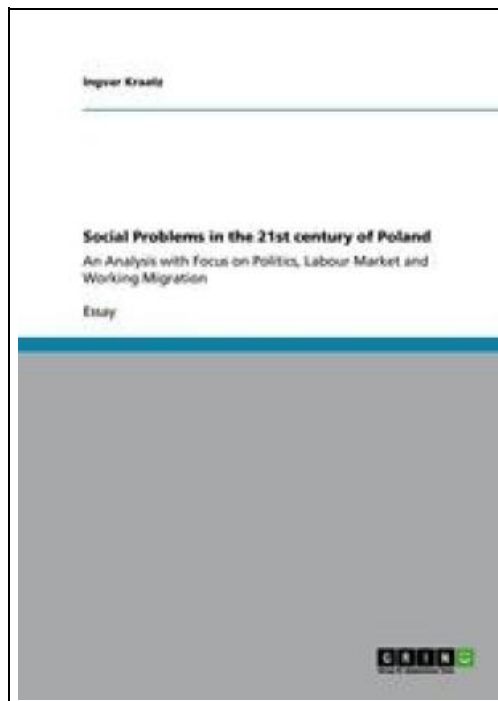 Ingvar Kraatz
Social Problems in the 21st century of Poland
An Analysis with Focus on Politics, Labour Market and
Working Migration
Essay
GRIN